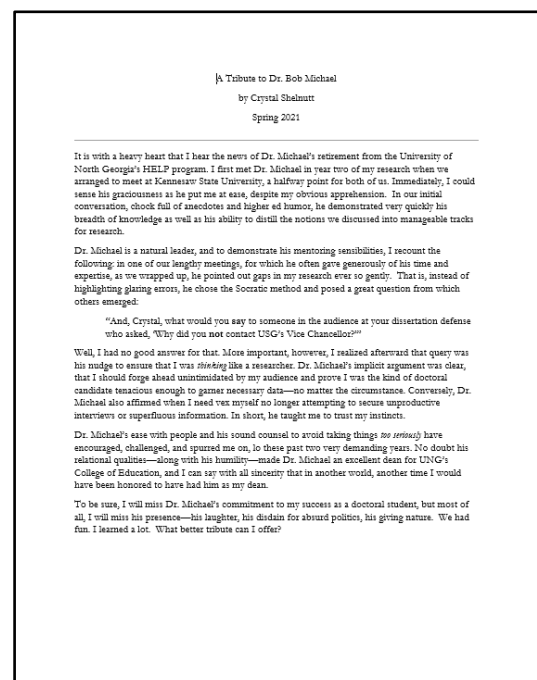 A Tribute to Dr. Bob Michael
by Crystal Shelnutt
Spring 2021
It is with a heavy heart that I hear the news of Dr. Michael's retirement from the University of
North Georgia's HELP program. I first met Dr. Michael in year two of my research when we
arranged to meet at Kennesaw State University, a halfway point for both of us. Immediately, I could
sense his graciousness as he put me at ease, despite my obvious apprehension. In our initial
conversation, chock full of anecdotes and higher ed humor, he demonstrated very quickly his
breadth of knowledge as well as his ability to distill the notions we discussed into manageable tracks
for research.
Dr. Michael is a natural leader, and to demonstrate his mentoring sensibilities, I recount the
following: in one of our lengthy meetings, for which he often gave generously of his time and
expertise, as we wrapped up, he pointed out gaps in my research ever so gently. That is, instead of
highlighting glaring errors, he chose the Socratic method and posed a great question from which
others emerged:
"And, Crystal, what would you say to someone in the audience at your dissertation defense
who asked, 'Why did you not contact USG's Vice Chancellor?'"
Well, I had no good answer for that. More important, however, I realized afterward that query was
his nudge to ensure that I was thinking like a researcher. Dr. Michael's implicit argument was clear,
that I should forge ahead unintimidated by my audience and prove I was the kind of doctoral
candidate tenacious enough to garner necessary data—no matter the circumstance. Conversely, Dr.
Michael also affirmed when I need vex myself no longer attempting to secure unproductive
interviews or superfluous information. In short, he taught me to trust my instincts.
Dr. Michael's ease with people and his sound counsel to avoid taking things too seriously have
encouraged, challenged, and spurred me on, lo these past two very demanding years. No doubt his
relational qualities—along with his humility—made Dr. Michael an excellent dean for UNG's
College of Education, and I can say with all sincerity that in another world, another time I would
have been honored to have had him as my dean.
To be sure, I will miss Dr. Michael's commitment to my success as a doctoral student, but most of
all, I will miss his presence—his laughter, his disdain for absurd politics, his giving nature. We had
fun. I learned a lot. What better tribute can I offer?